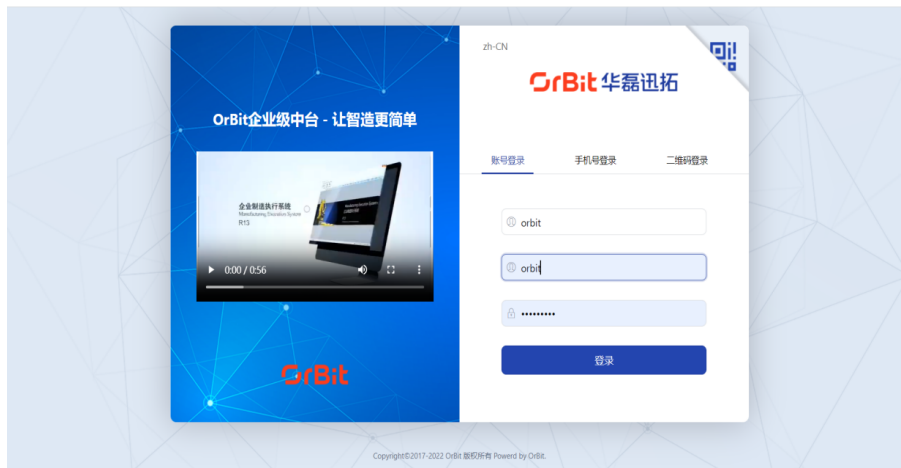 zh-CN
OrBit 华磊迅拓
OrBit企业级中台 - 让智造更简单
企业制造执行系统
Manufacturing Execution System
R13
0:00 / 0:56
OrBit
账号登录 手机号登录 二维码登录
orbit
orbit
•••••••••
登录
Copyright©2017-2022 OrBit 版权所有 Powerd by OrBit.